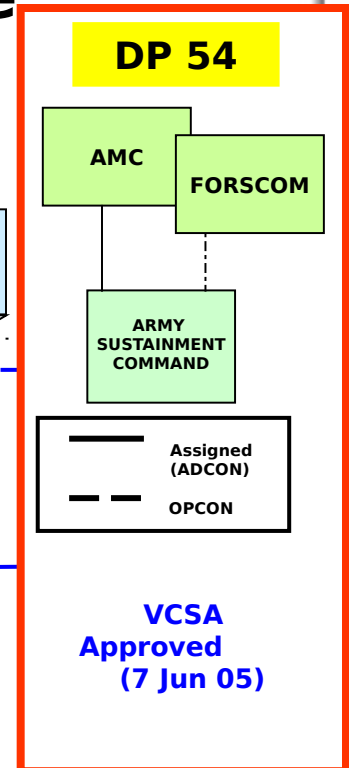 DP 54
AMC
FORSCOM
ARMY
SUSTAINMENT
COMMAND
Assigned
(ADCON)
OPCON
VCSA
Approved
(7 Jun 05)